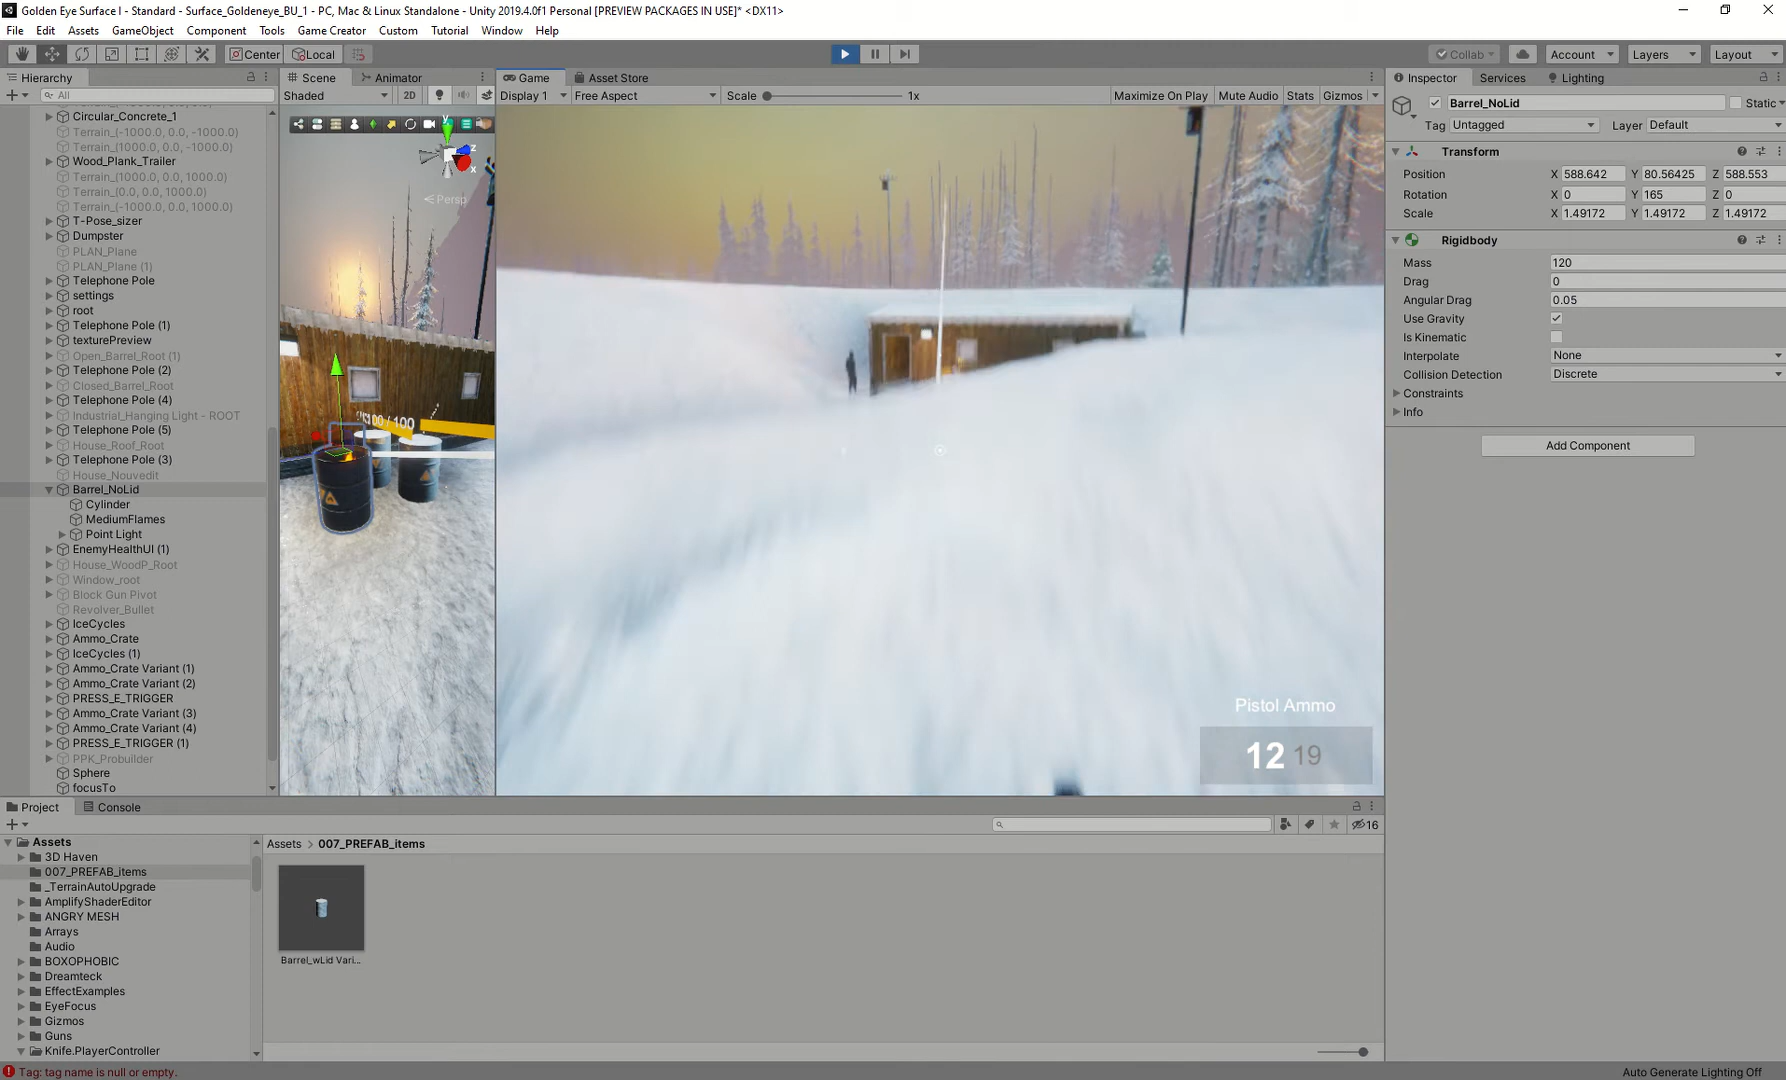 Golden Eye Surface I - Standard - Surface_Goldeneye_BU_1 - PC, Mac & Linux Standalone - Unity 2019.4.0f1 Personal [PREVIEW PACKAGES IN USE]* <DX11>
File Edit Assets GameObject Component Tools Game Creator Custom Tutorial Window Help
Center Local Collab Account Layers Layout
Hierarchy Scene Animator Game Asset Store Inspector Services Lighting
All Shaded 2D Display 1 Free Aspect Scale 1x Maximize On Play Mute Audio Stats Gizmos
Barrel_NoLid Static
Tag Untagged Layer Default
Transform
Position X 588.642 Y 80.56425 Z 588.553
Rotation X 0 Y 165 Z 0
Scale X 1.49172 Y 1.49172 Z 1.49172
Rigidbody
Mass 120
Drag 0
Angular Drag 0.05
Use Gravity
Is Kinematic
Interpolate None
Collision Detection Discrete
Constraints
Info
Add Component
Circular_Concrete_1
Terrain_(-1000.0, 0.0, -1000.0)
Terrain_(1000.0, 0.0, -1000.0)
Wood_Plank_Trailer
Terrain_(1000.0, 0.0, 1000.0)
Terrain_(0.0, 0.0, 1000.0)
Terrain_(-1000.0, 0.0, 1000.0)
T-Pose_sizer
Dumpster
PLAN_Plane
PLAN_Plane (1)
Telephone Pole
settings
root
Telephone Pole (1)
texturePreview
Open_Barrel_Root (1)
Telephone Pole (2)
Closed_Barrel_Root
Telephone Pole (4)
Industrial_Hanging Light - ROOT
Telephone Pole (5)
House_Roof_Root
Telephone Pole (3)
House_Nouvedit
Barrel_NoLid
Cylinder
MediumFlames
Point Light
EnemyHealthUI (1)
House_WoodP_Root
Window_root
Block Gun Pivot
Revolver_Bullet
IceCycles
Ammo_Crate
IceCycles (1)
Ammo_Crate Variant (1)
Ammo_Crate Variant (2)
PRESS_E_TRIGGER
Ammo_Crate Variant (3)
Ammo_Crate Variant (4)
PRESS_E_TRIGGER (1)
PPK_Probuilder
Sphere
focusTo
y
z
x
Persp
100 / 100
Pistol Ammo
12 19
Project Console
16
Assets
3D Haven
007_PREFAB_items
_TerrainAutoUpgrade
AmplifyShaderEditor
ANGRY MESH
Arrays
Audio
BOXOPHOBIC
Dreamteck
EffectExamples
EyeFocus
Gizmos
Guns
Knife.PlayerController
Assets > 007_PREFAB_items
Barrel_wLid Vari...
Tag: tag name is null or empty.
Auto Generate Lighting Off